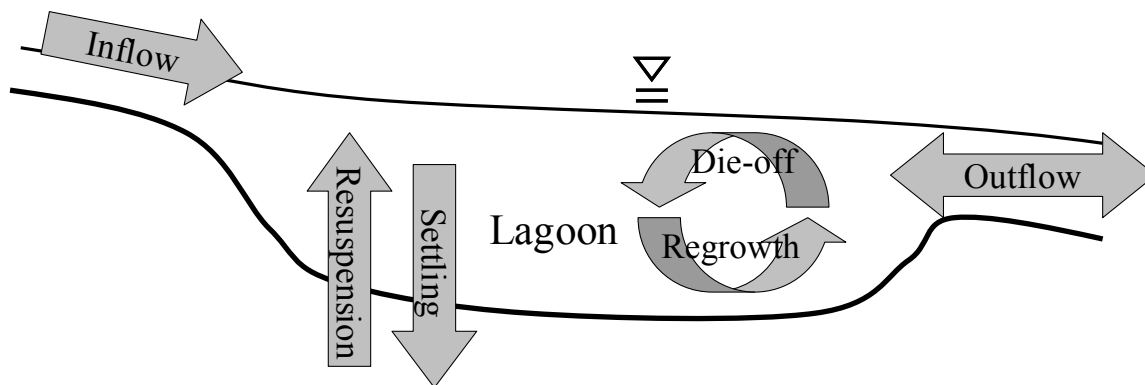 Inflow
Die-off
Outflow
Resuspension
Settling
Lagoon
Regrowth